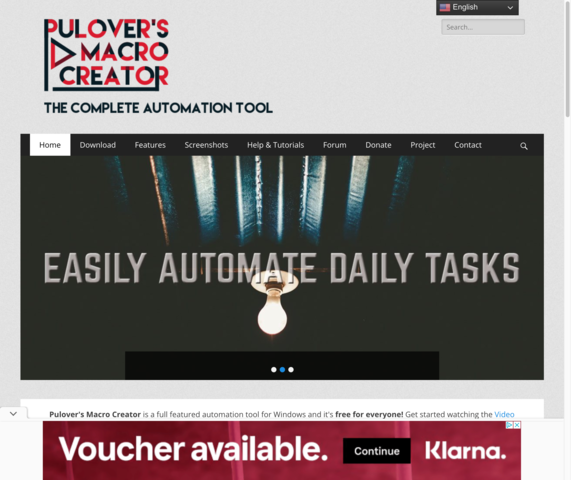 English
Search...
PULOVER'S
MACRO
CREATOR
THE COMPLETE AUTOMATION TOOL
Home Download Features Screenshots Help & Tutorials Forum Donate Project Contact
EASILY AUTOMATE DAILY TASKS
Pulover's Macro Creator is a full featured automation tool for Windows and it's free for everyone! Get started watching the Video
Voucher available. Continue Klarna.